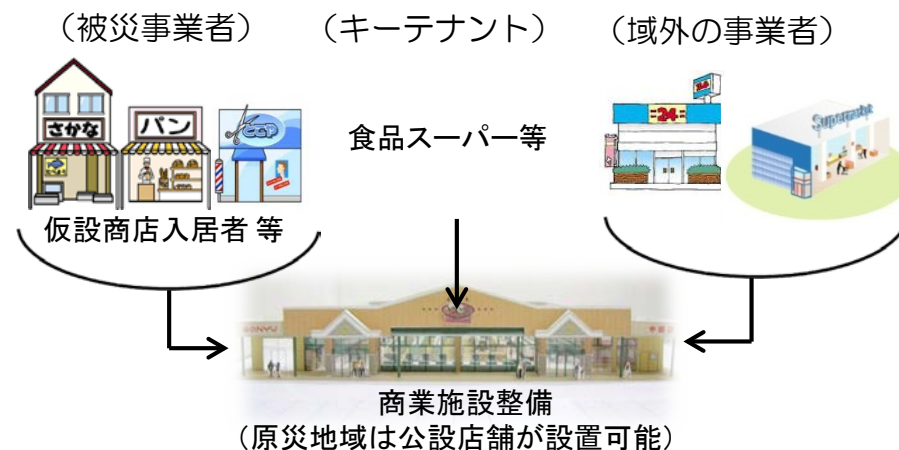 （被災事業者）
（キーテナント）
（域外の事業者）
さかな
パン
食品スーパー等
24
24
Supermarket
仮設商店入居者 等
商業施設整備
（原災地域は公設店舗が設置可能）